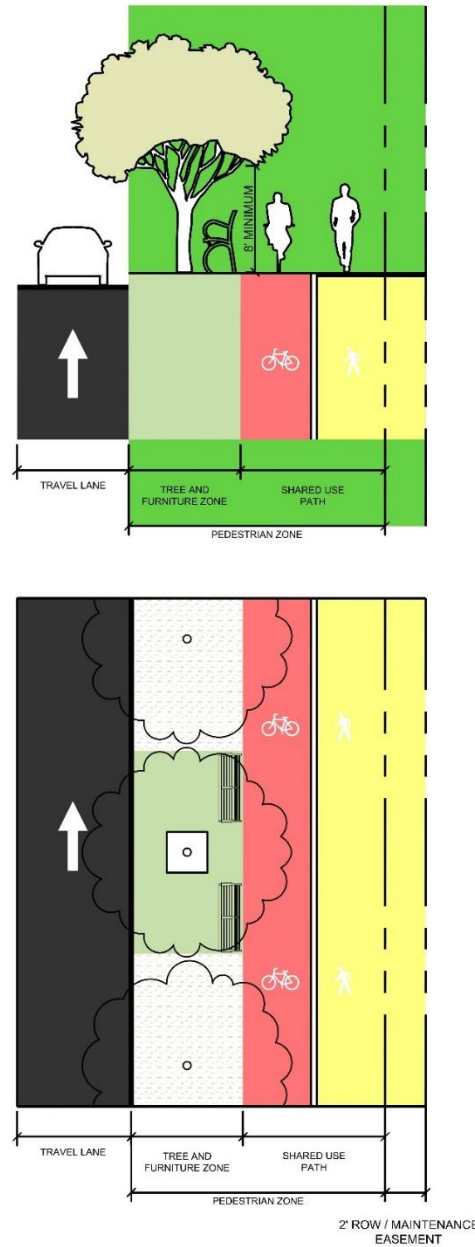 8' MINIMUM
TRAVEL LANE
TREE AND
FURNITURE ZONE
SHARED USE
PATH
PEDESTRIAN ZONE
TRAVEL LANE
TREE AND
FURNITURE ZONE
SHARED USE
PATH
PEDESTRIAN ZONE
2' ROW / MAINTENANCE
EASEMENT